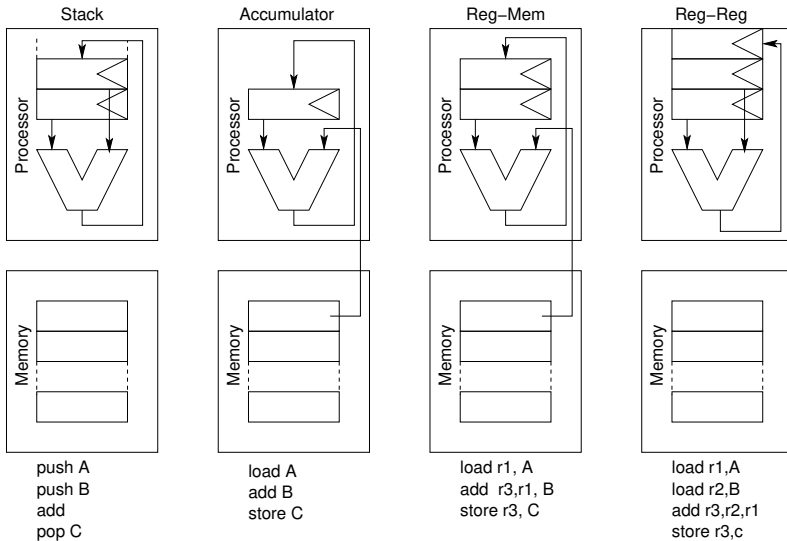 Stack
Processor
Memory
push A
push B
add
pop C
Accumulator
Processor
Memory
load A
add B
store C
Reg−Mem
Processor
Memory
load r1, A
add  r3,r1, B
store r3, C
Reg−Reg
Processor
Memory
load r1,A
load r2,B
add r3,r2,r1
store r3,c